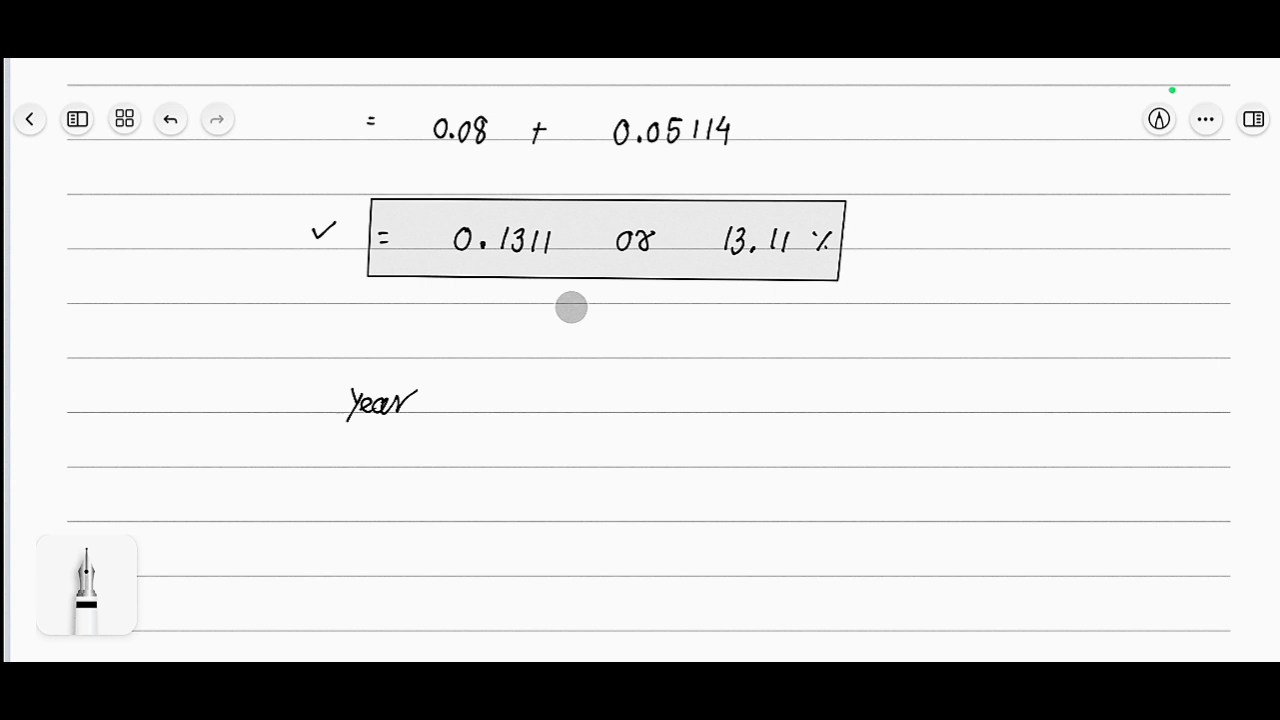 = 0.08 + 0.05114
✓ = 0.1311 or 13.11 %
year